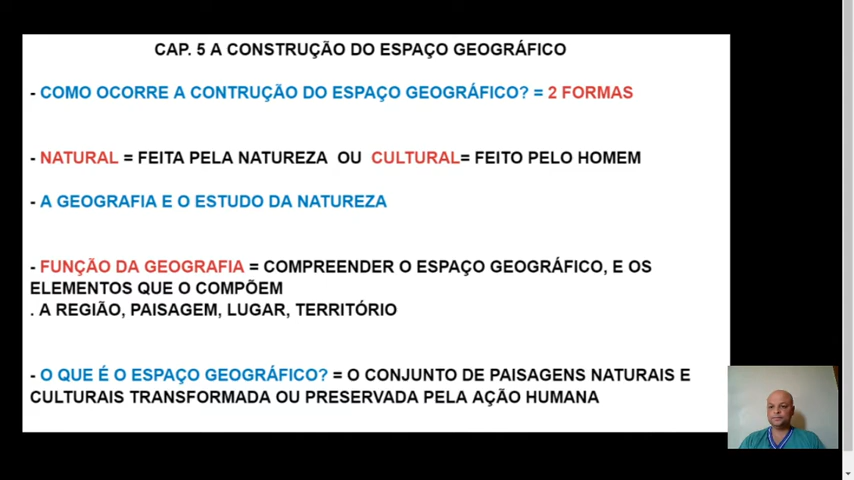 CAP. 5 A CONSTRUÇÃO DO ESPAÇO GEOGRÁFICO
- COMO OCORRE A CONTRUÇÃO DO ESPAÇO GEOGRÁFICO? = 2 FORMAS
- NATURAL = FEITA PELA NATUREZA OU CULTURAL= FEITO PELO HOMEM
- A GEOGRAFIA E O ESTUDO DA NATUREZA
- FUNÇÃO DA GEOGRAFIA = COMPREENDER O ESPAÇO GEOGRÁFICO, E OS
ELEMENTOS QUE O COMPÕEM
. A REGIÃO, PAISAGEM, LUGAR, TERRITÓRIO
- O QUE É O ESPAÇO GEOGRÁFICO? = O CONJUNTO DE PAISAGENS NATURAIS E
CULTURAIS TRANSFORMADA OU PRESERVADA PELA AÇÃO HUMANA